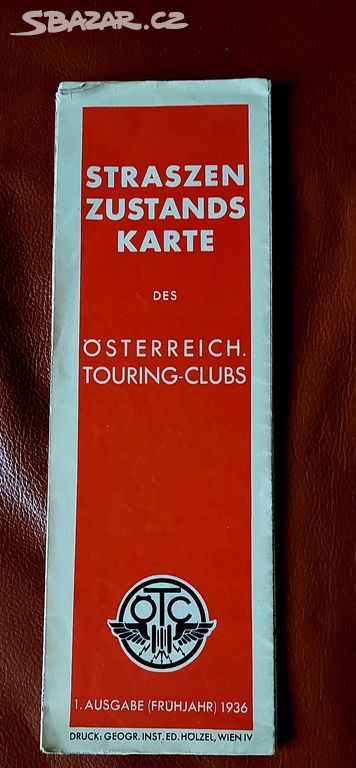 SBAZAR.CZ
STRASZEN
ZUSTANDS
KARTE
DES
ÖSTERREICH.
TOURING-CLUBS
ÖTC
1. AUSGABE (FRÜHJAHR) 1936
DRUCK: GEOGR. INST. ED. HÖLZEL, WIEN IV